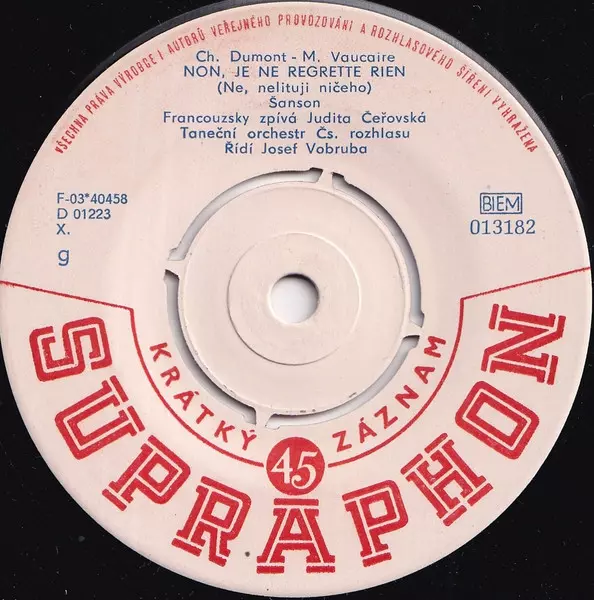 VŠECHNA PRÁVA VÝROBCE I AUTORŮ VEŘEJNÉHO PROVOZOVÁNÍ A ROZHLASOVÉHO ŠÍŘENÍ VYHRAŽENA
Ch. Dumont - M. Vaucaire
NON, JE NE REGRETTE RIEN
(Ne, nelituji ničeho)
Šanson
Francouzsky zpívá Judita Čeřovská
Taneční orchestr Čs. rozhlasu
Řídí Josef Vobruba
F-03*40458
D 01223
X.
g
BIEM
013182
KRÁTKÝ ZÁZNAM
45
SUPRAPHON